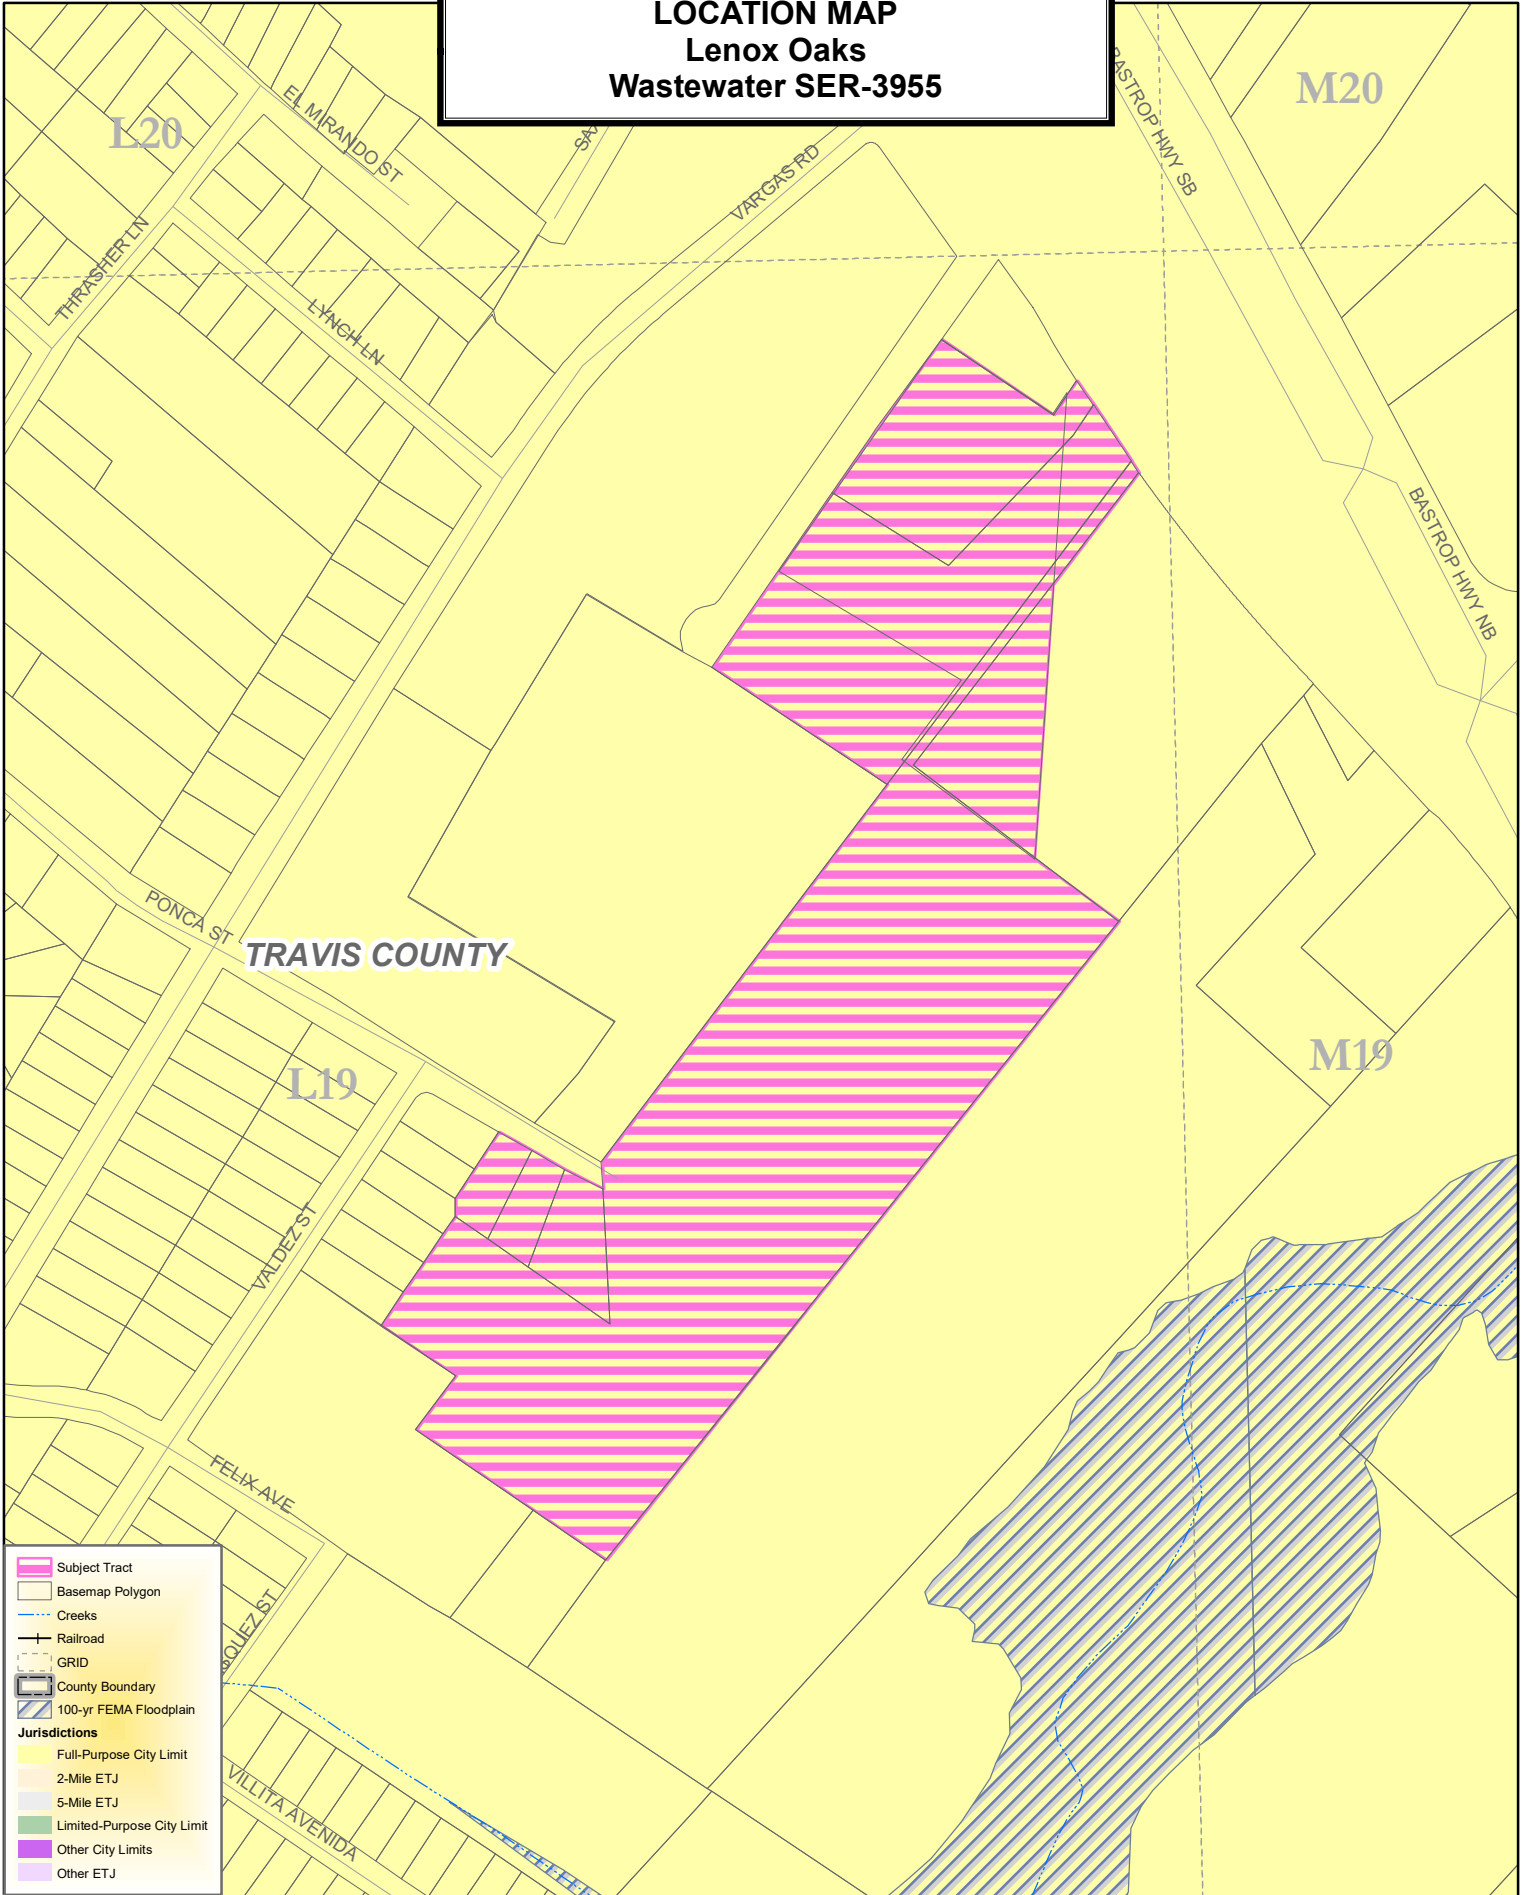 LOCATION MAP
Lenox Oaks
Wastewater SER-3955
M20
L20
EL MIRANDO ST
VARGAS RD
BASTROP HWY SB
THRASHER LN
LYNCH LN
BASTROP HWY NB
PONCA ST
TRAVIS COUNTY
L19
M19
VALDEZ ST
FELIX AVE
VILLITA AVENIDA
Subject Tract
Basemap Polygon
Creeks
Railroad
GRID
County Boundary
100-yr FEMA Floodplain
Jurisdictions
Full-Purpose City Limit
2-Mile ETJ
5-Mile ETJ
Limited-Purpose City Limit
Other City Limits
Other ETJ